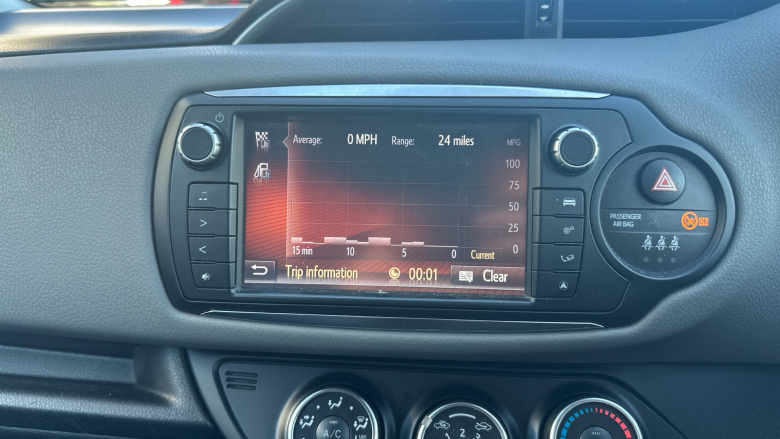 Average: 0 MPH Range: 24 miles MPG
100
75
50
25
0
15 min 10 5 0 Current
Trip information 00:01 Clear
PASSENGER
AIR BAG
A/C
2